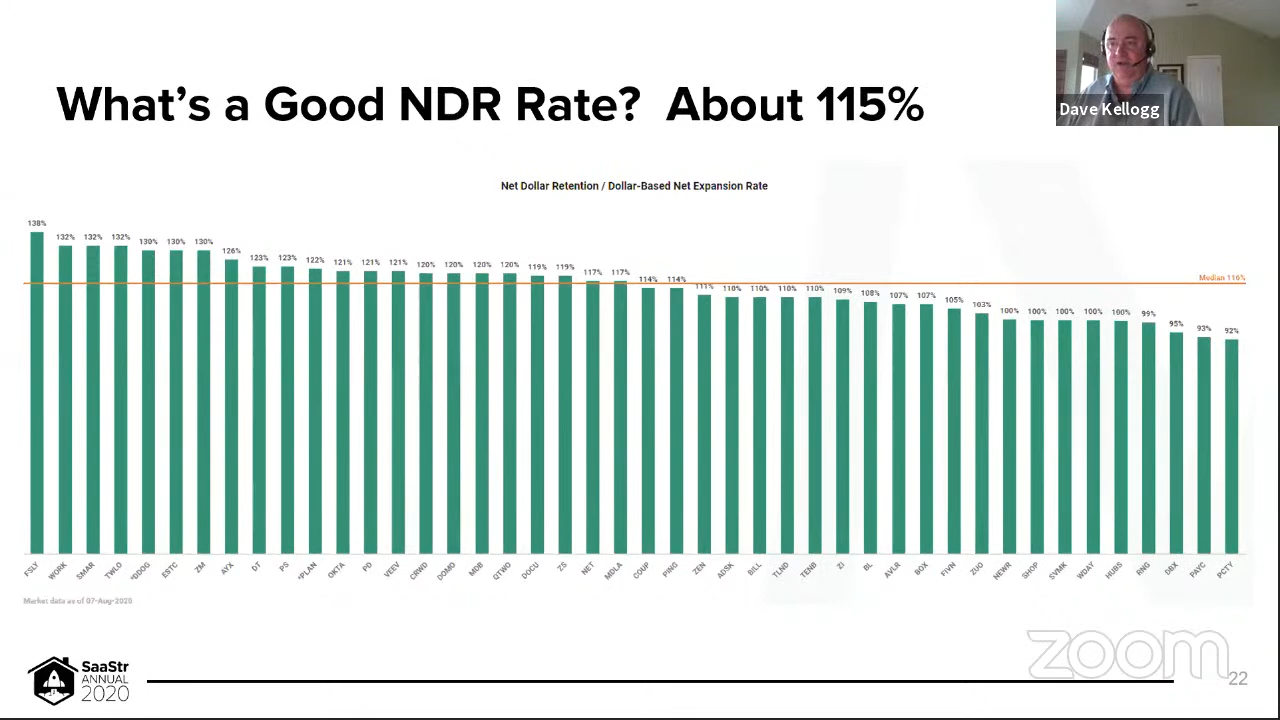 What's a Good NDR Rate? About 115%
Dave Kellogg
Net Dollar Retention / Dollar-Based Net Expansion Rate
138% 132% 132% 132% 130% 130% 130% 126% 123% 123% 122% 121% 121% 121% 120% 120% 120% 120% 119% 119% 117% 117% 114% 114% 111% 110% 110% 110% 110% 109% 108% 107% 107% 105% 103% 100% 100% 100% 100% 100% 99% 95% 93% 92%
Median 116%
FSLY WORK SMAR TWLO *DDOG ESTC ZM AYX DT PS *PLAN OKTA PD VEEV CRWD DOMO MDB QTWO DOCU ZS NET MDLA COUP PING ZEN ADSK BILL TLND TENB ZI BL AVLR BOX FIVN ZUO NEWR SHOP SVMK WDAY HUBS RNG DBX PAYC PCTY
Market data as of 07-Aug-2020
zoom
SaaStr
ANNUAL
2020
22